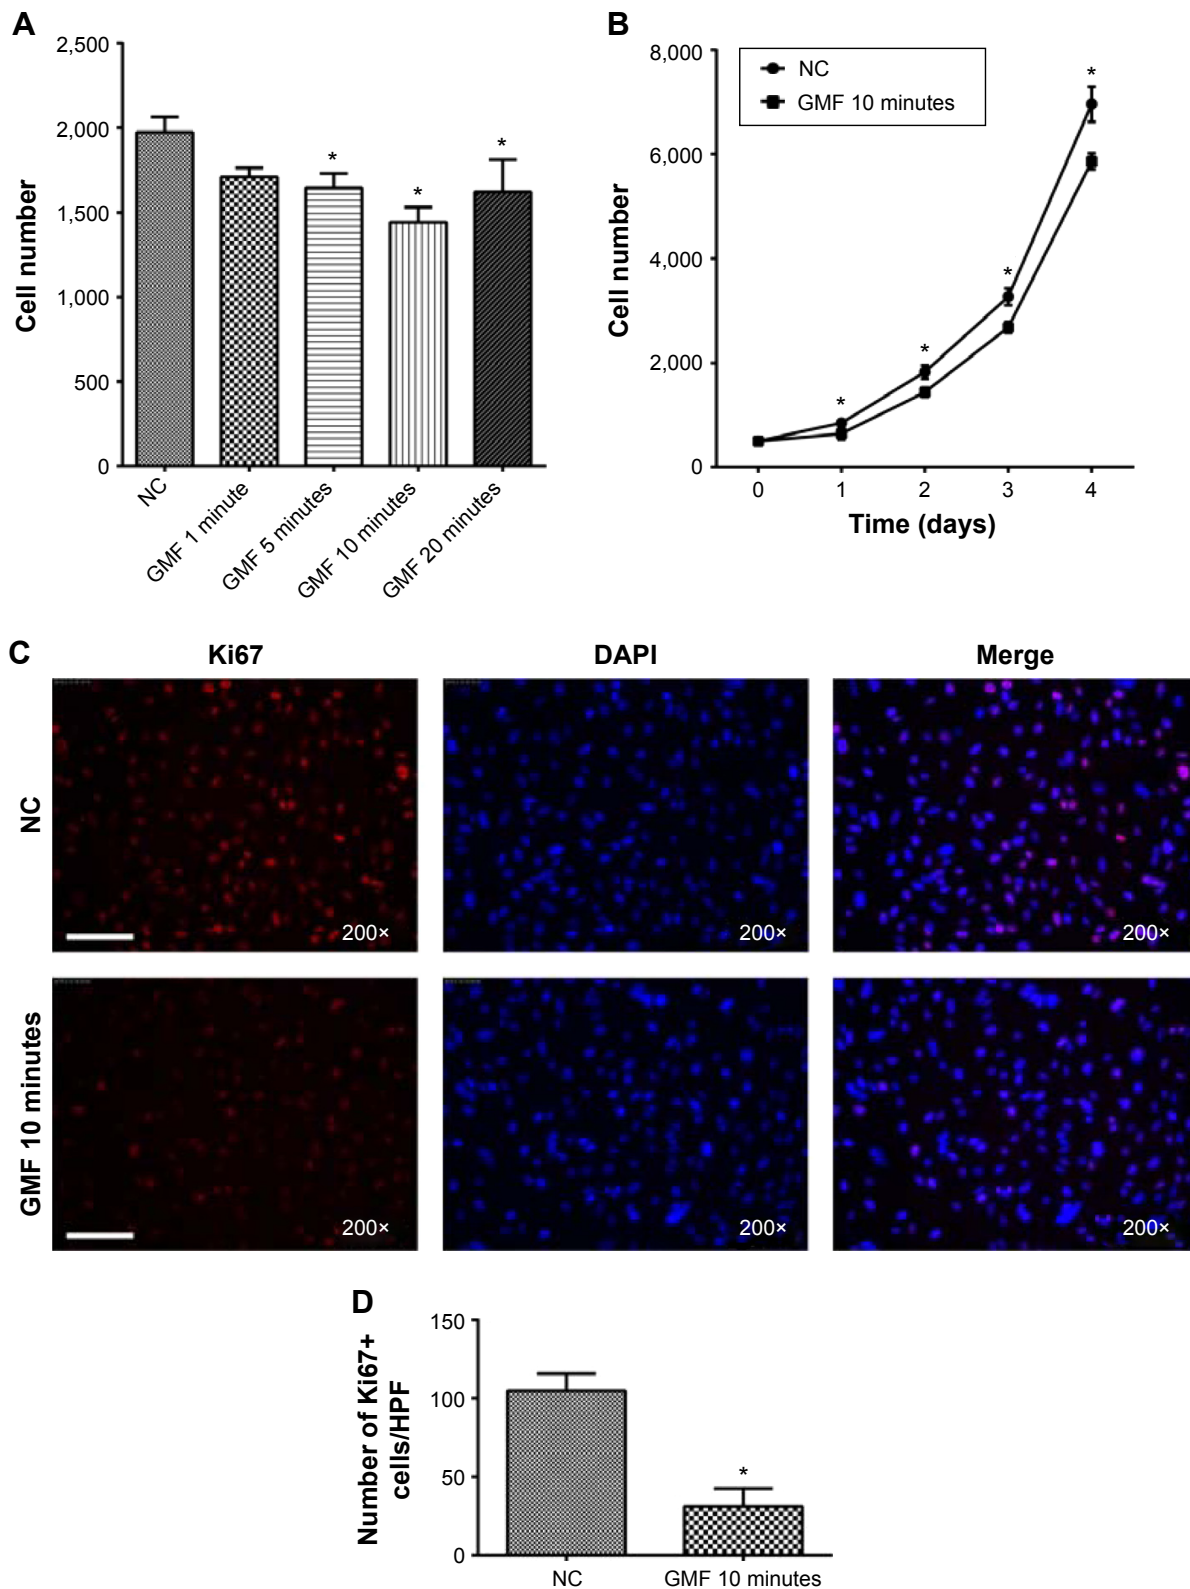 A
2,500
2,000
1,500
1,000
500
0
Cell number
*
*
*
NC
GMF 1 minute
GMF 5 minutes
GMF 10 minutes
GMF 20 minutes
B
8,000
6,000
4,000
2,000
0
Cell number
NC
GMF 10 minutes
*
*
*
*
0 1 2 3 4
Time (days)
C
Ki67 DAPI Merge
NC
200× 200× 200×
GMF 10 minutes
200× 200× 200×
D
150
100
50
0
Number of Ki67+
cells/HPF
*
NC GMF 10 minutes